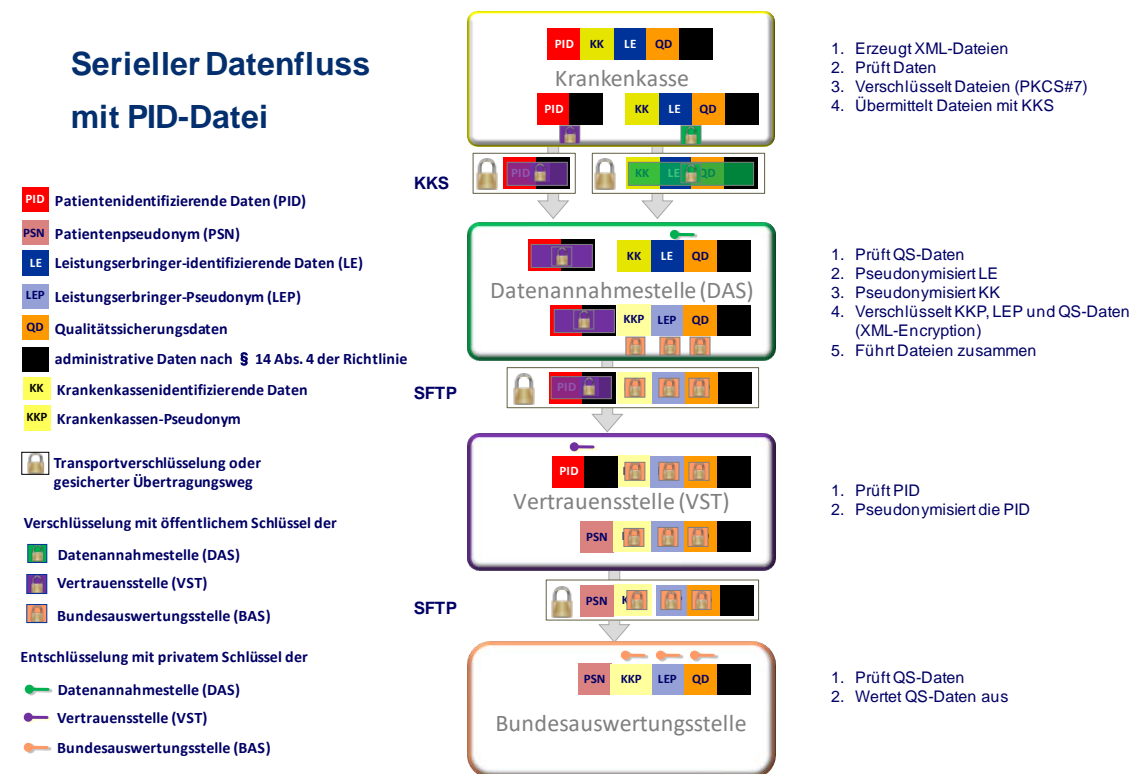 Serieller Datenfluss
mit PID-Datei
PID Patientenidentifizierende Daten (PID)
PSN Patientenpseudonym (PSN)
LE Leistungserbringer-identifizierende Daten (LE)
LEP Leistungserbringer-Pseudonym (LEP)
QD Qualitätssicherungsdaten
administrative Daten nach § 14 Abs. 4 der Richtlinie
KK Krankenkassenidentifizierende Daten
KKP Krankenkassen-Pseudonym
Transportverschlüsselung oder
gesicherter Übertragungsweg
Verschlüsselung mit öffentlichem Schlüssel der
Datenannahmestelle (DAS)
Vertrauensstelle (VST)
Bundesauswertungsstelle (BAS)
Entschlüsselung mit privatem Schlüssel der
Datenannahmestelle (DAS)
Vertrauensstelle (VST)
Bundesauswertungsstelle (BAS)
PID KK LE QD
Krankenkasse
PID KK LE QD
1. Erzeugt XML-Dateien
2. Prüft Daten
3. Verschlüsselt Dateien (PKCS#7)
4. Übermittelt Dateien mit KKS
KKS
PID KK LE QD
KK LE QD
Datenannahmestelle (DAS)
KKP LEP QD
1. Prüft QS-Daten
2. Pseudonymisiert LE
3. Pseudonymisiert KK
4. Verschlüsselt KKP, LEP und QS-Daten
(XML-Encryption)
5. Führt Dateien zusammen
SFTP
PID
PID
Vertrauensstelle (VST)
PSN
1. Prüft PID
2. Pseudonymisiert die PID
SFTP
PSN
PSN KKP LEP QD
Bundesauswertungsstelle
1. Prüft QS-Daten
2. Wertet QS-Daten aus